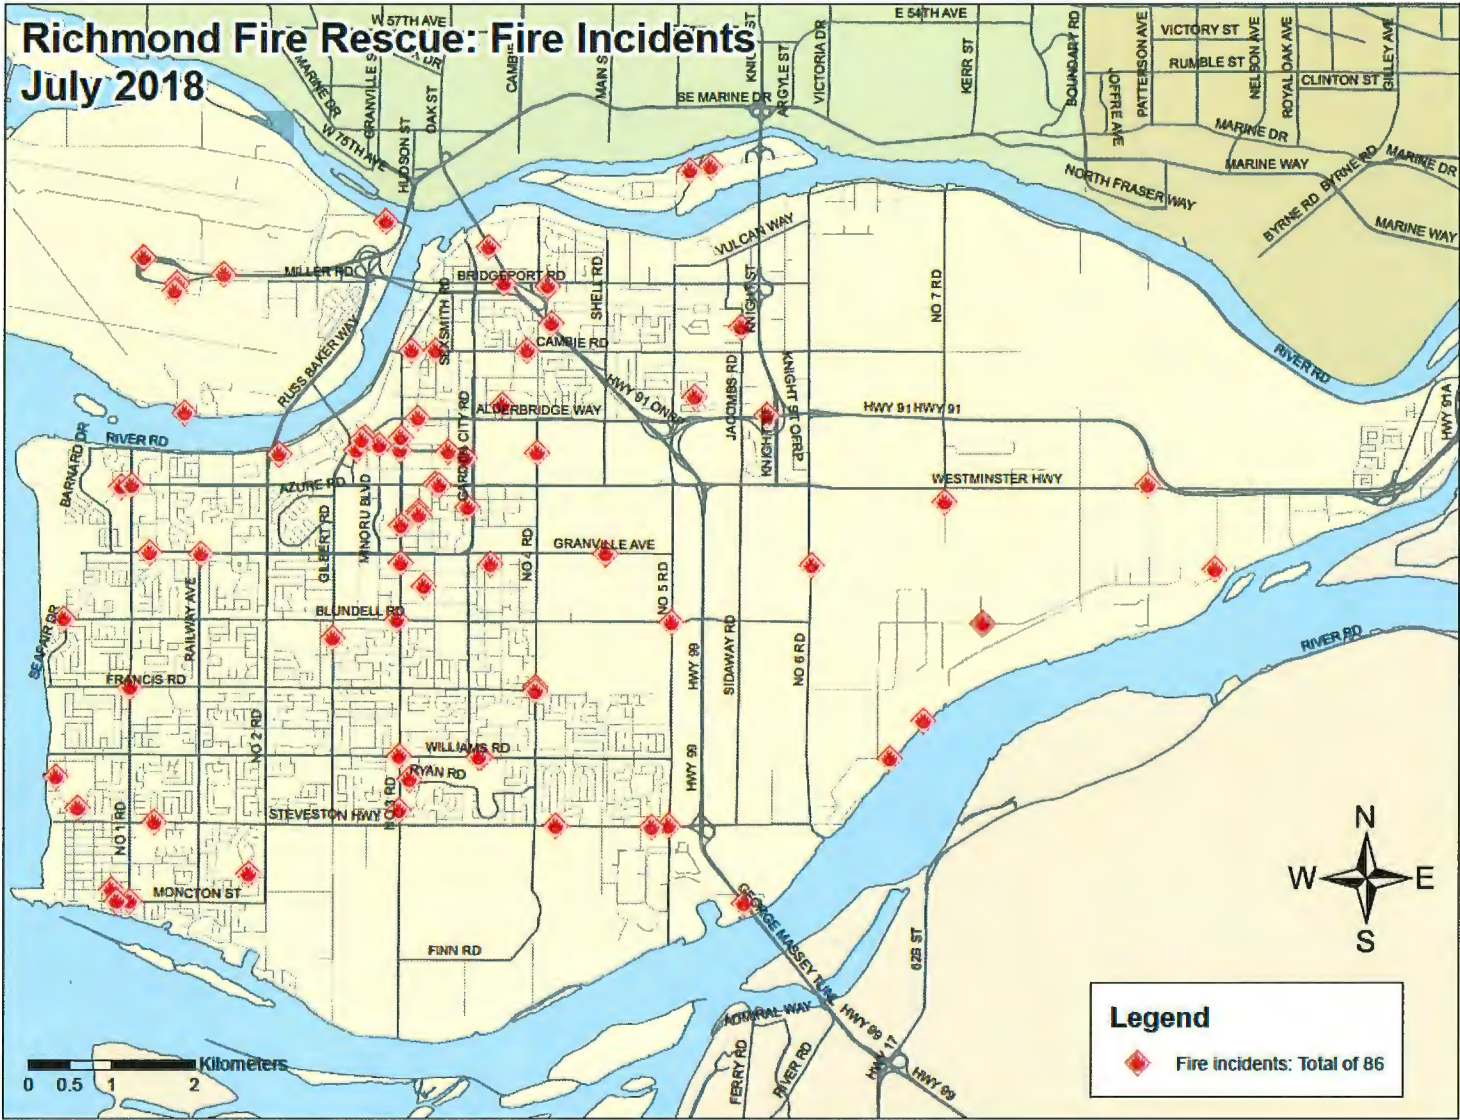 Richmond Fire Rescue: Fire Incidents
July 2018
W 57TH AVE
E 54TH AVE
MARINE DR
GRANVILLE S
K DR
OAK ST
CAMBIE
MAIN S
ARGYLE ST
VICTORIA DR
KERR ST
BOUNDARY RD
JOFFRE AVE
PATTERSON AVE
VICTORY ST
RUMBLE ST
NELSON AVE
ROYAL OAK AVE
CLINTON ST
GILLEY AVE
SE MARINE DR
W 75TH AVE
HUDSON ST
MARINE DR
MARINE WAY
MARINE DR
NORTH FRASER WAY
BYRNE RD
BYRNE RD
MARINE WAY
VULCAN WAY
MILLER RD
BRIDGEPORT RD
SEXSMITH RD
SHELL RD
KNIGHT ST
NO 7 RD
RUSS BAKER WAY
CAMBIE RD
RIVER RD
HWY 91 ONRP
JACOBS RD
KNIGHT ST OFRP
ALDERBRIDGE WAY
HWY 91
HWY 91
HWY 91A
GARDEN CITY RD
RIVER RD
BARNARD DR
KNIGHT
AZURE RD
WESTMINSTER HWY
GILBERT RD
MINORU BLVD
NO 4 RD
GRANVILLE AVE
RAILWAY AVE
NO 5 RD
BLUNDELL RD
SEAFAIR DR
HWY 99
SIDAWAY RD
NO 6 RD
RIVER RD
FRANCIS RD
NO 2 RD
WILLIAMS RD
RYAN RD
HWY 99
NO 1 RD
NO 3 RD
STEVESTON HWY
MONCTON ST
FINN RD
GEORGE MASSEY TUNL
62B ST
ADMIRAL WAY
HWY 99
FERRY RD
RIVER RD
HWY 17
HWY 99
N
W
E
S
Kilometers
0 0.5 1 2
Legend
Fire incidents: Total of 86